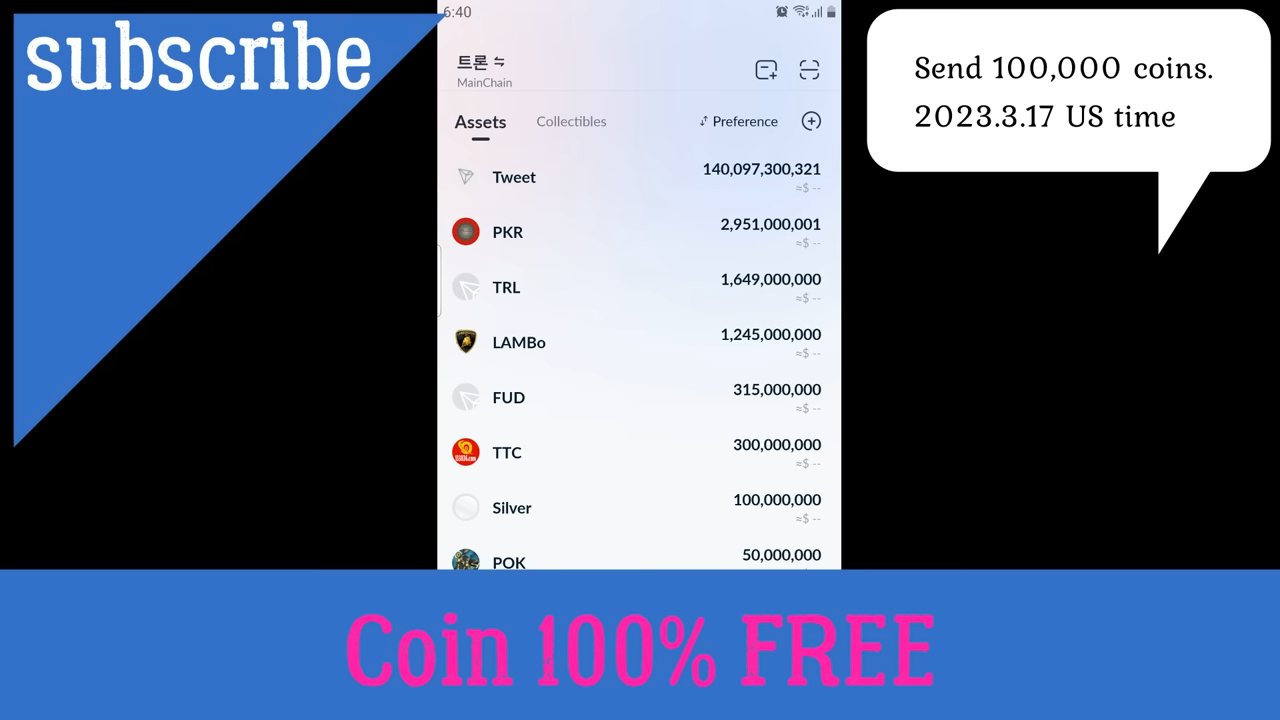 subscribe
6:40
트론 ⇋
MainChain
Assets Collectibles Preference
Tweet 140,097,300,321
≈$ --
PKR 2,951,000,001
≈$ --
TRL 1,649,000,000
≈$ --
LAMBo 1,245,000,000
≈$ --
FUD 315,000,000
≈$ --
TTC 300,000,000
≈$ --
Silver 100,000,000
≈$ --
POK 50,000,000
Send 100,000 coins.
2023.3.17 US time
Coin 100% FREE